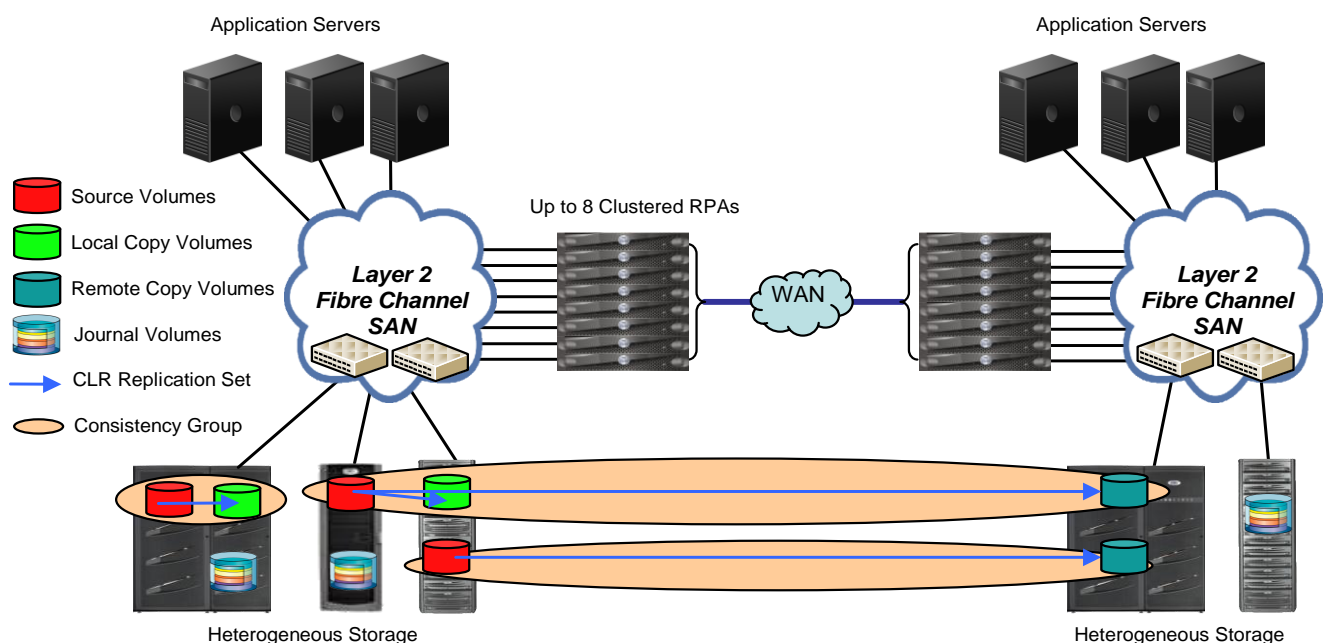 Application Servers
Application Servers
Source Volumes
Local Copy Volumes
Remote Copy Volumes
Journal Volumes
CLR Replication Set
Consistency Group
Up to 8 Clustered RPAs
Layer 2
Fibre Channel
SAN
WAN
Layer 2
Fibre Channel
SAN
Heterogeneous Storage
Heterogeneous Storage